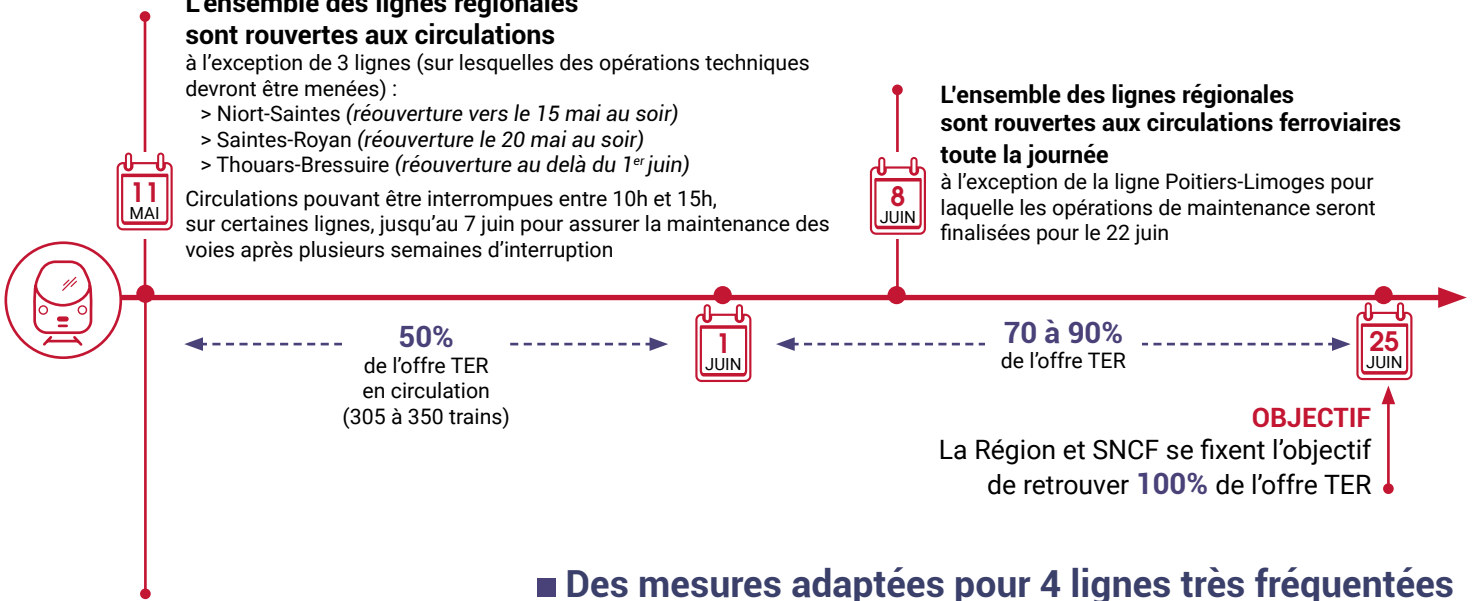 L'ensemble des lignes régionales
sont rouvertes aux circulations
à l'exception de 3 lignes (sur lesquelles des opérations techniques
devront être menées) :
> Niort-Saintes (réouverture vers le 15 mai au soir)
> Saintes-Royan (réouverture le 20 mai au soir)
> Thouars-Bressuire (réouverture au delà du 1er juin)
Circulations pouvant être interrompues entre 10h et 15h,
sur certaines lignes, jusqu'au 7 juin pour assurer la maintenance des
voies après plusieurs semaines d'interruption
11
MAI
L'ensemble des lignes régionales
sont rouvertes aux circulations ferroviaires
toute la journée
à l'exception de la ligne Poitiers-Limoges pour
laquelle les opérations de maintenance seront
finalisées pour le 22 juin
8
JUIN
50%
de l'offre TER
en circulation
(305 à 350 trains)
1
JUIN
70 à 90%
de l'offre TER
25
JUIN
OBJECTIF
La Région et SNCF se fixent l'objectif
de retrouver 100% de l'offre TER
■ Des mesures adaptées pour 4 lignes très fréquentées